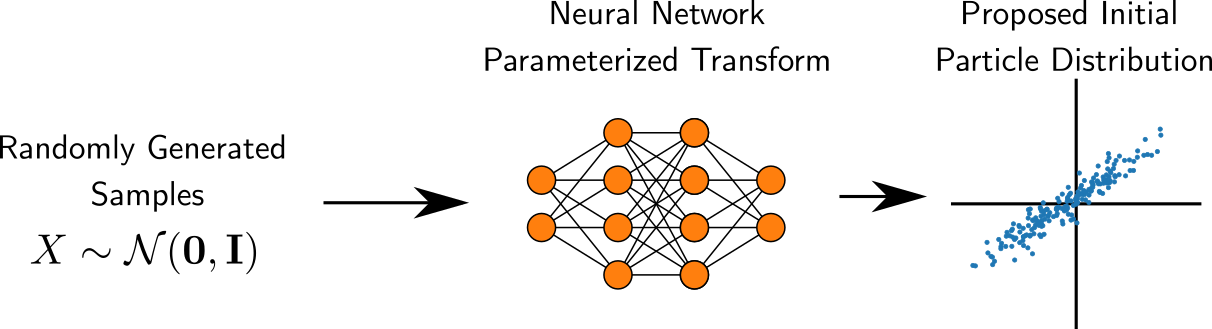 Randomly Generated
Samples
X ∼ 𝒩(𝟎, 𝐈)
Neural Network
Parameterized Transform
Proposed Initial
Particle Distribution